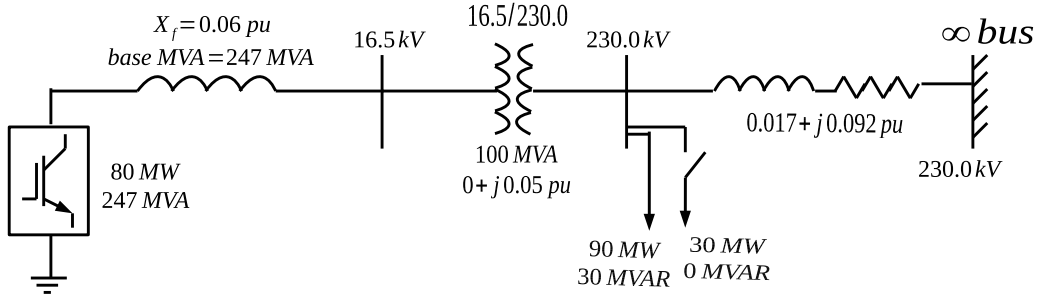 X_f = 0.06 pu
base MVA = 247 MVA
16.5 kV
16.5/230.0
230.0 kV
∞ bus
100 MVA
0 + j 0.05 pu
0.017 + j 0.092 pu
80 MW
247 MVA
230.0 kV
90 MW
30 MVAR
30 MW
0 MVAR